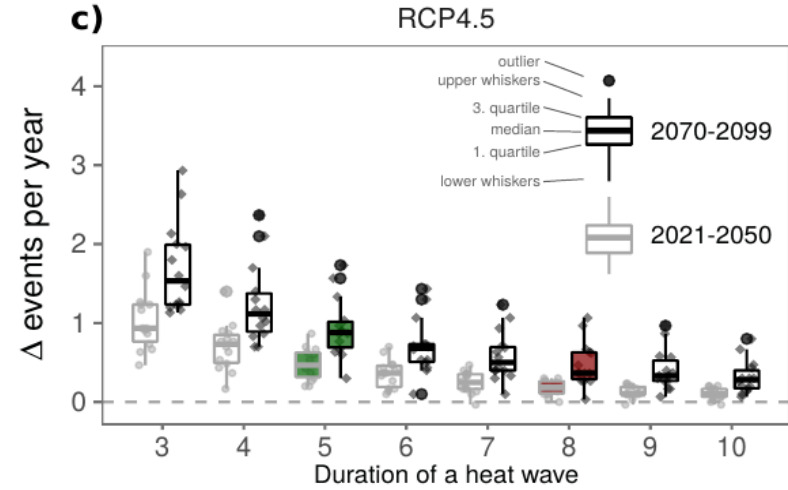 c)
RCP4.5
Δ events per year
4
3
2
1
0
outlier
upper whiskers
3. quartile
median
1. quartile
lower whiskers
2070-2099
2021-2050
3 4 5 6 7 8 9 10
Duration of a heat wave